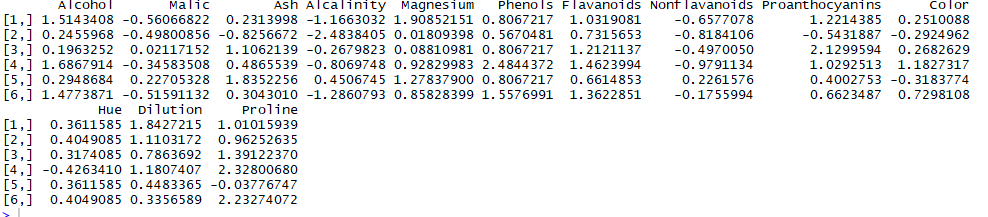 Alcohol Malic Ash Alcalinity Magnesium Phenols Flavanoids Nonflavanoids Proanthocyanins Color
[1,] 1.5143408 -0.56066822 0.2313998 -1.1663032 1.90852151 0.8067217 1.0319081 -0.6577078 1.2214385 0.2510088
[2,] 0.2455968 -0.49800856 -0.8256672 -2.4838405 0.01809398 0.5670481 0.7315653 -0.8184106 -0.5431887 -0.2924962
[3,] 0.1963252 0.02117152 1.1062139 -0.2679823 0.08810981 0.8067217 1.2121137 -0.4970050 2.1299594 0.2682629
[4,] 1.6867914 -0.34583508 0.4865539 -0.8069748 0.92829983 2.4844372 1.4623994 -0.9791134 1.0292513 1.1827317
[5,] 0.2948684 0.22705328 1.8352256 0.4506745 1.27837900 0.8067217 0.6614853 0.2261576 0.4002753 -0.3183774
[6,] 1.4773871 -0.51591132 0.3043010 -1.2860793 0.85828399 1.5576991 1.3622851 -0.1755994 0.6623487 0.7298108
Hue Dilution Proline
[1,] 0.3611585 1.8427215 1.01015939
[2,] 0.4049085 1.1103172 0.96252635
[3,] 0.3174085 0.7863692 1.39122370
[4,] -0.4263410 1.1807407 2.32800680
[5,] 0.3611585 0.4483365 -0.03776747
[6,] 0.4049085 0.3356589 2.23274072
>